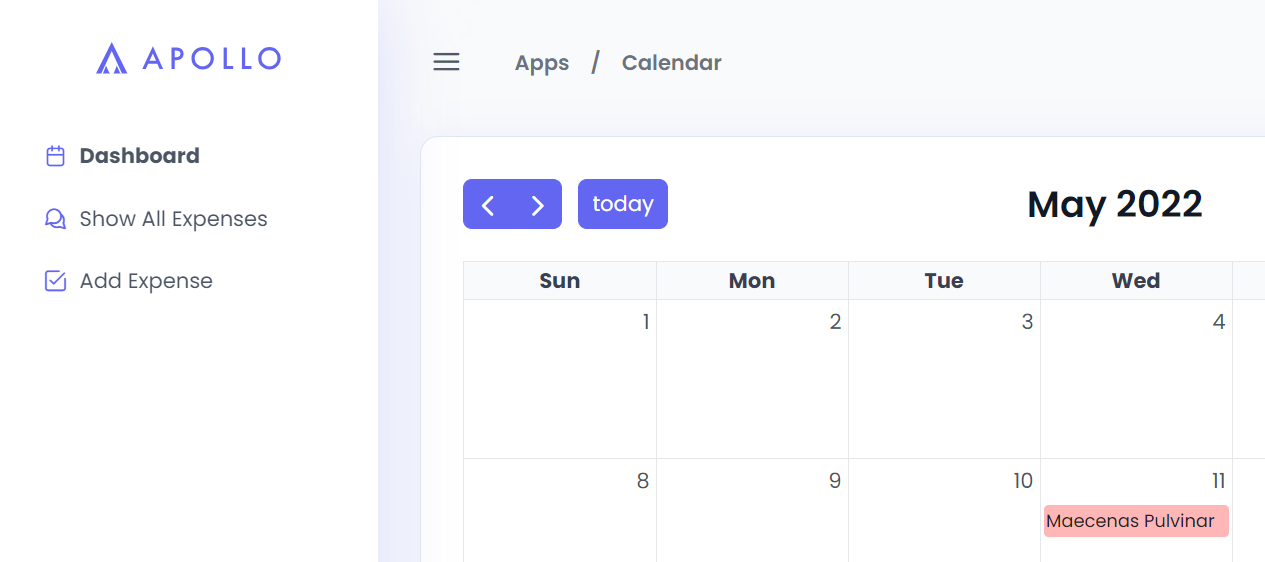 APOLLO
Dashboard
Show All Expenses
Add Expense
Apps / Calendar
today
May 2022
Sun Mon Tue Wed
1 2 3 4
8 9 10 11
Maecenas Pulvinar